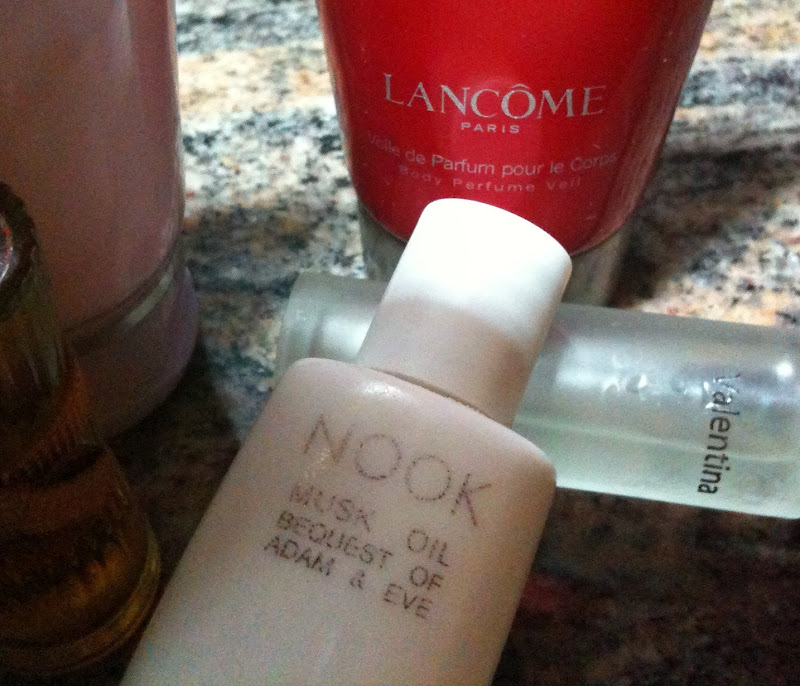 LANCÔME
PARIS
Voile de Parfum pour le Corps
Body Perfume Veil
Valentina
NOOK
MUSK OIL
BEQUEST OF
ADAM & EVE